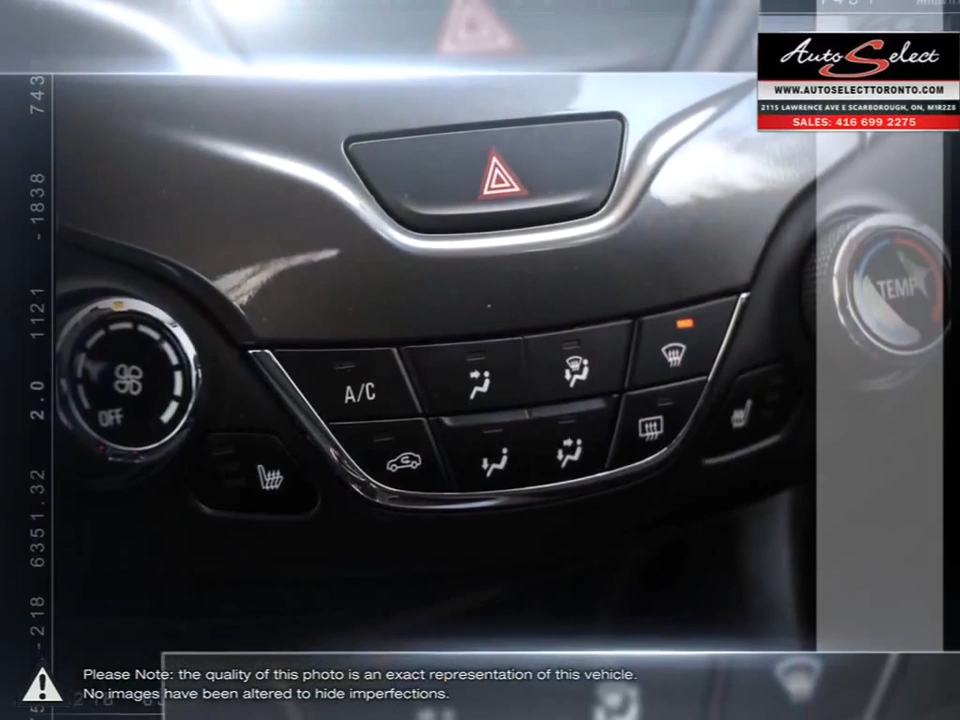 Auto Select
WWW.AUTOSELECTTORONTO.COM
2115 LAWRENCE AVE E SCARBOROUGH, ON, M1R2Z8
SALES: 416 699 2275
743
-1838
1121
2.0
6351.32
-218
TEMP
A/C
OFF
Please Note: the quality of this photo is an exact representation of this vehicle.
No images have been altered to hide imperfections.